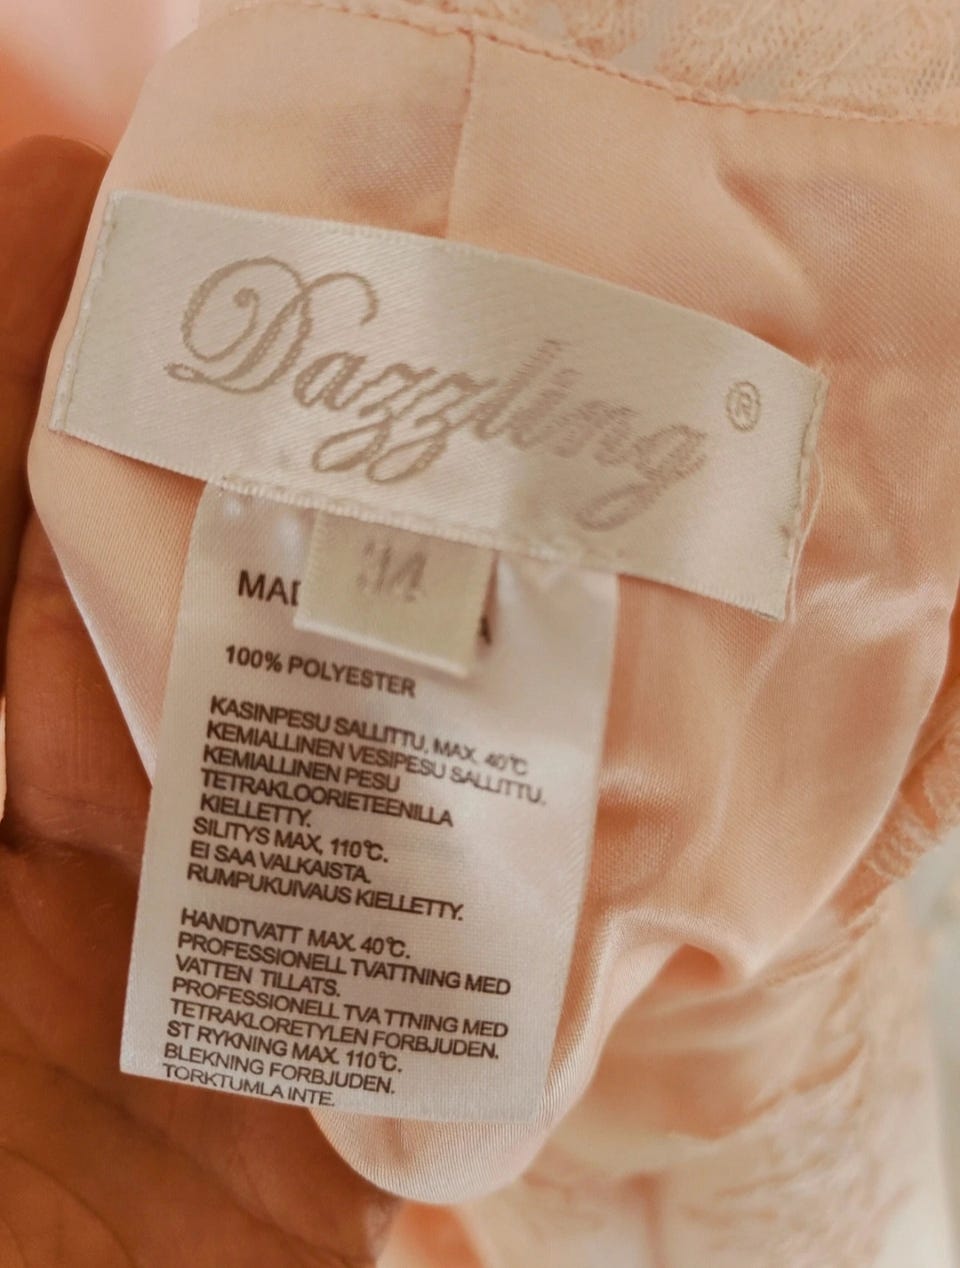 Dazzling ®
34
MAD A
100% POLYESTER
KASINPESU SALLITTU, MAX. 40°C
KEMIALLINEN VESIPESU SALLITTU.
KEMIALLINEN PESU
TETRAKLOORIETEENILLA
KIELLETTY.
SILITYS MAX, 110°C.
EI SAA VALKAISTA.
RUMPUKUIVAUS KIELLETTY.
HANDTVATT MAX. 40°C.
PROFESSIONELL TVATTNING MED
VATTEN TILLATS.
PROFESSIONELL TVA TTNING MED
TETRAKLORETYLEN FORBJUDEN.
ST RYKNING MAX. 110°C.
BLEKNING FORBJUDEN.
TORKTUMLA INTE.